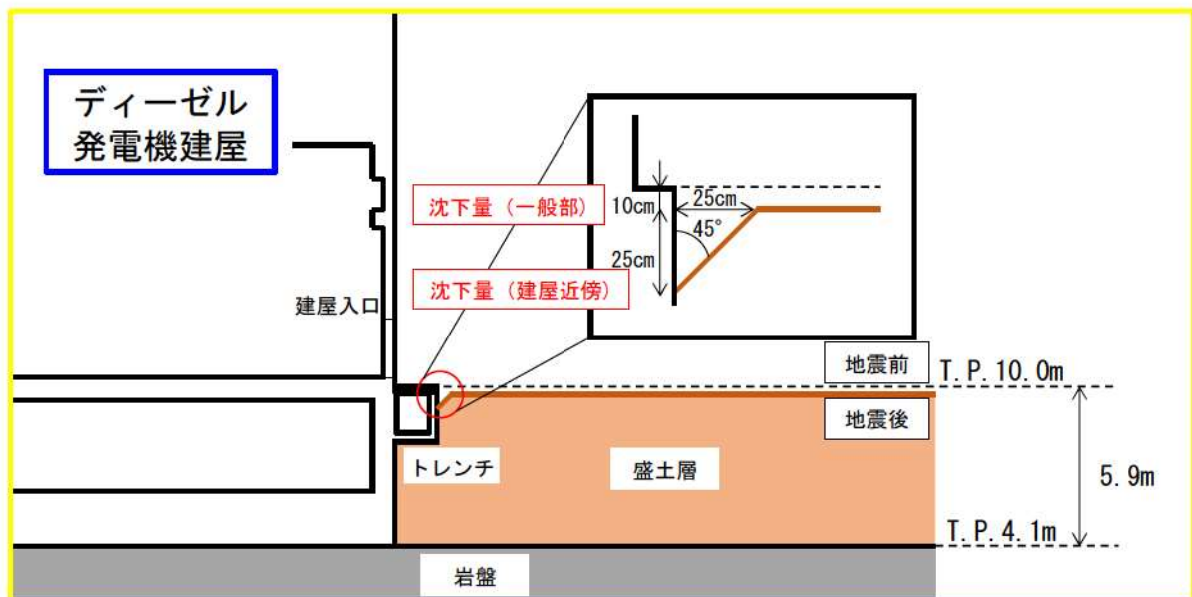 ディーゼル
発電機建屋
沈下量（一般部）
10cm
25cm
45°
25cm
沈下量（建屋近傍）
建屋入口
地震前
T.P.10.0m
地震後
トレンチ
盛土層
5.9m
T.P.4.1m
岩盤